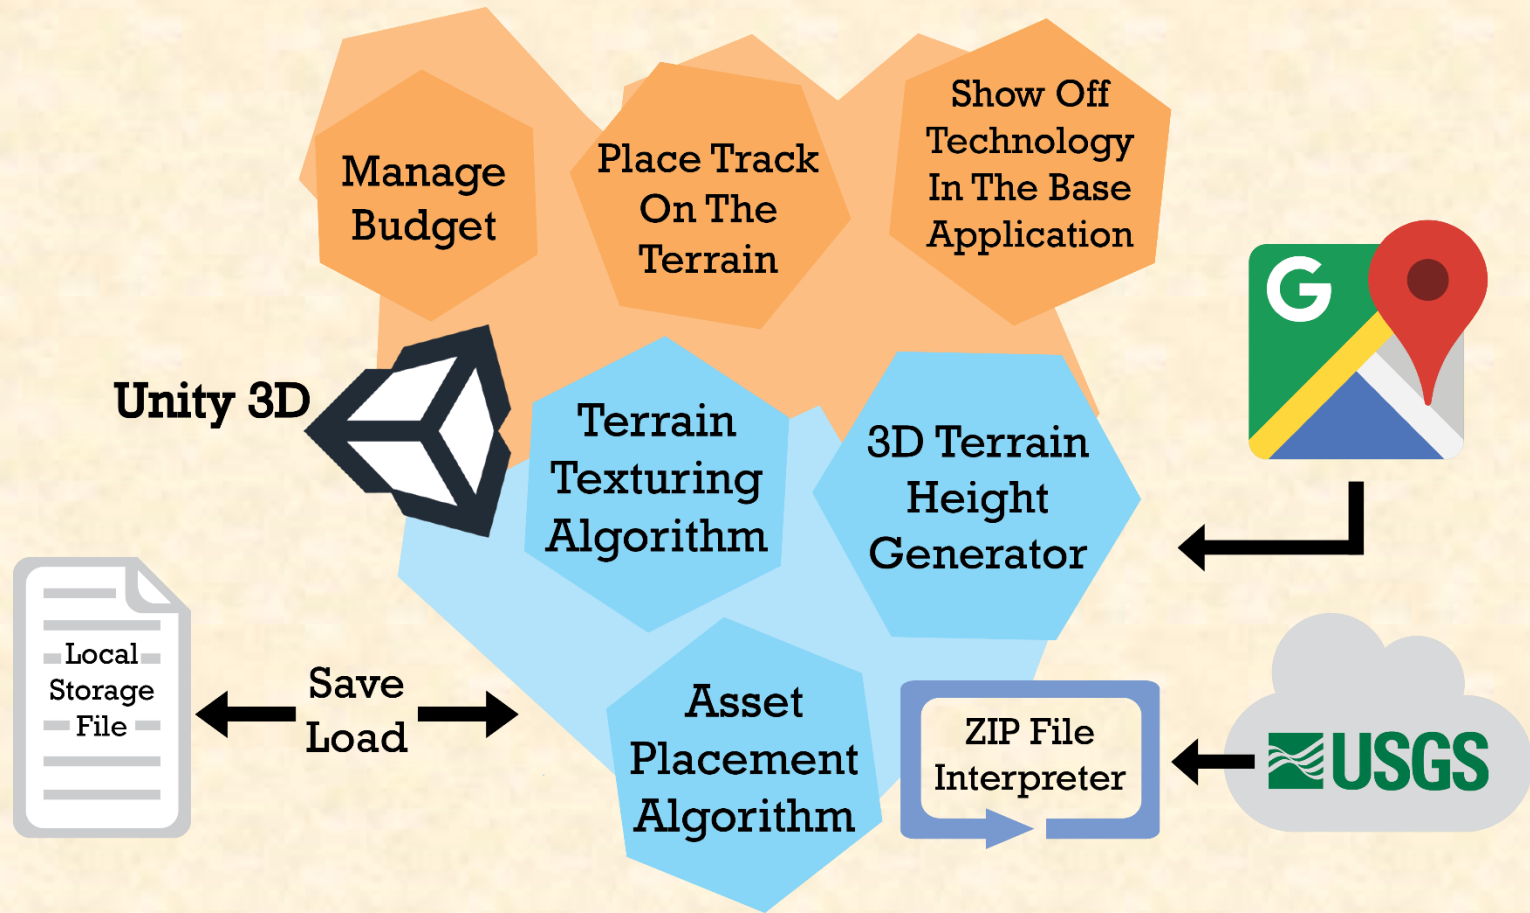 Manage
Budget
Place Track
On The
Terrain
Show Off
Technology
In The Base
Application
G
Unity 3D
Terrain
Texturing
Algorithm
3D Terrain
Height
Generator
Local
Storage
File
Save
Load
Asset
Placement
Algorithm
ZIP File
Interpreter
USGS